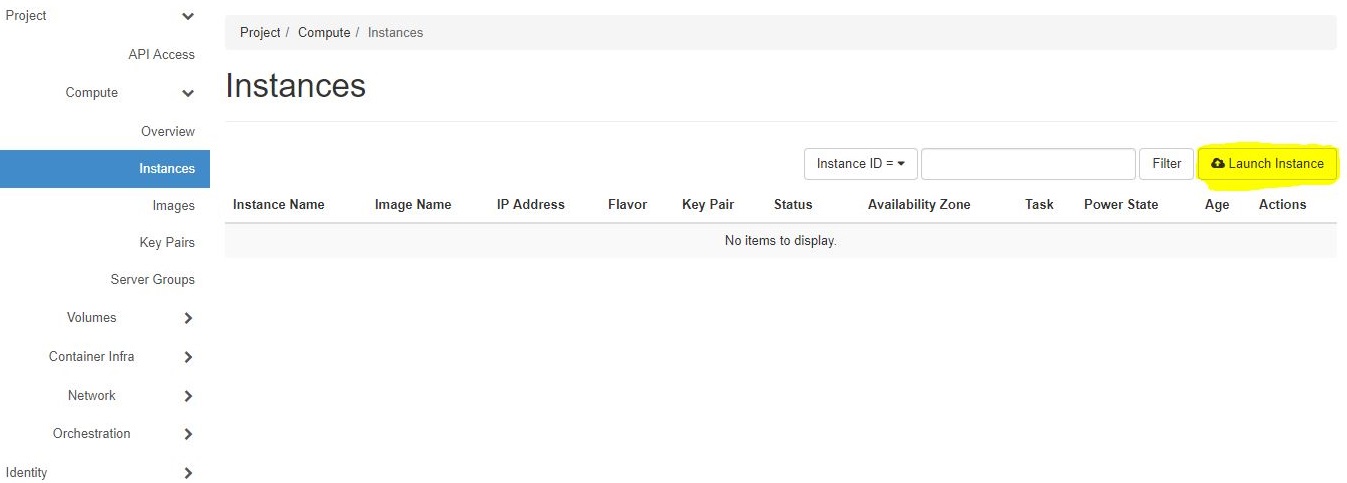 Project
API Access
Compute
Overview
Instances
Images
Key Pairs
Server Groups
Volumes
Container Infra
Network
Orchestration
Identity
Project / Compute / Instances
Instances
Instance ID = Filter Launch Instance
Instance Name Image Name IP Address Flavor Key Pair Status Availability Zone Task Power State Age Actions
No items to display.